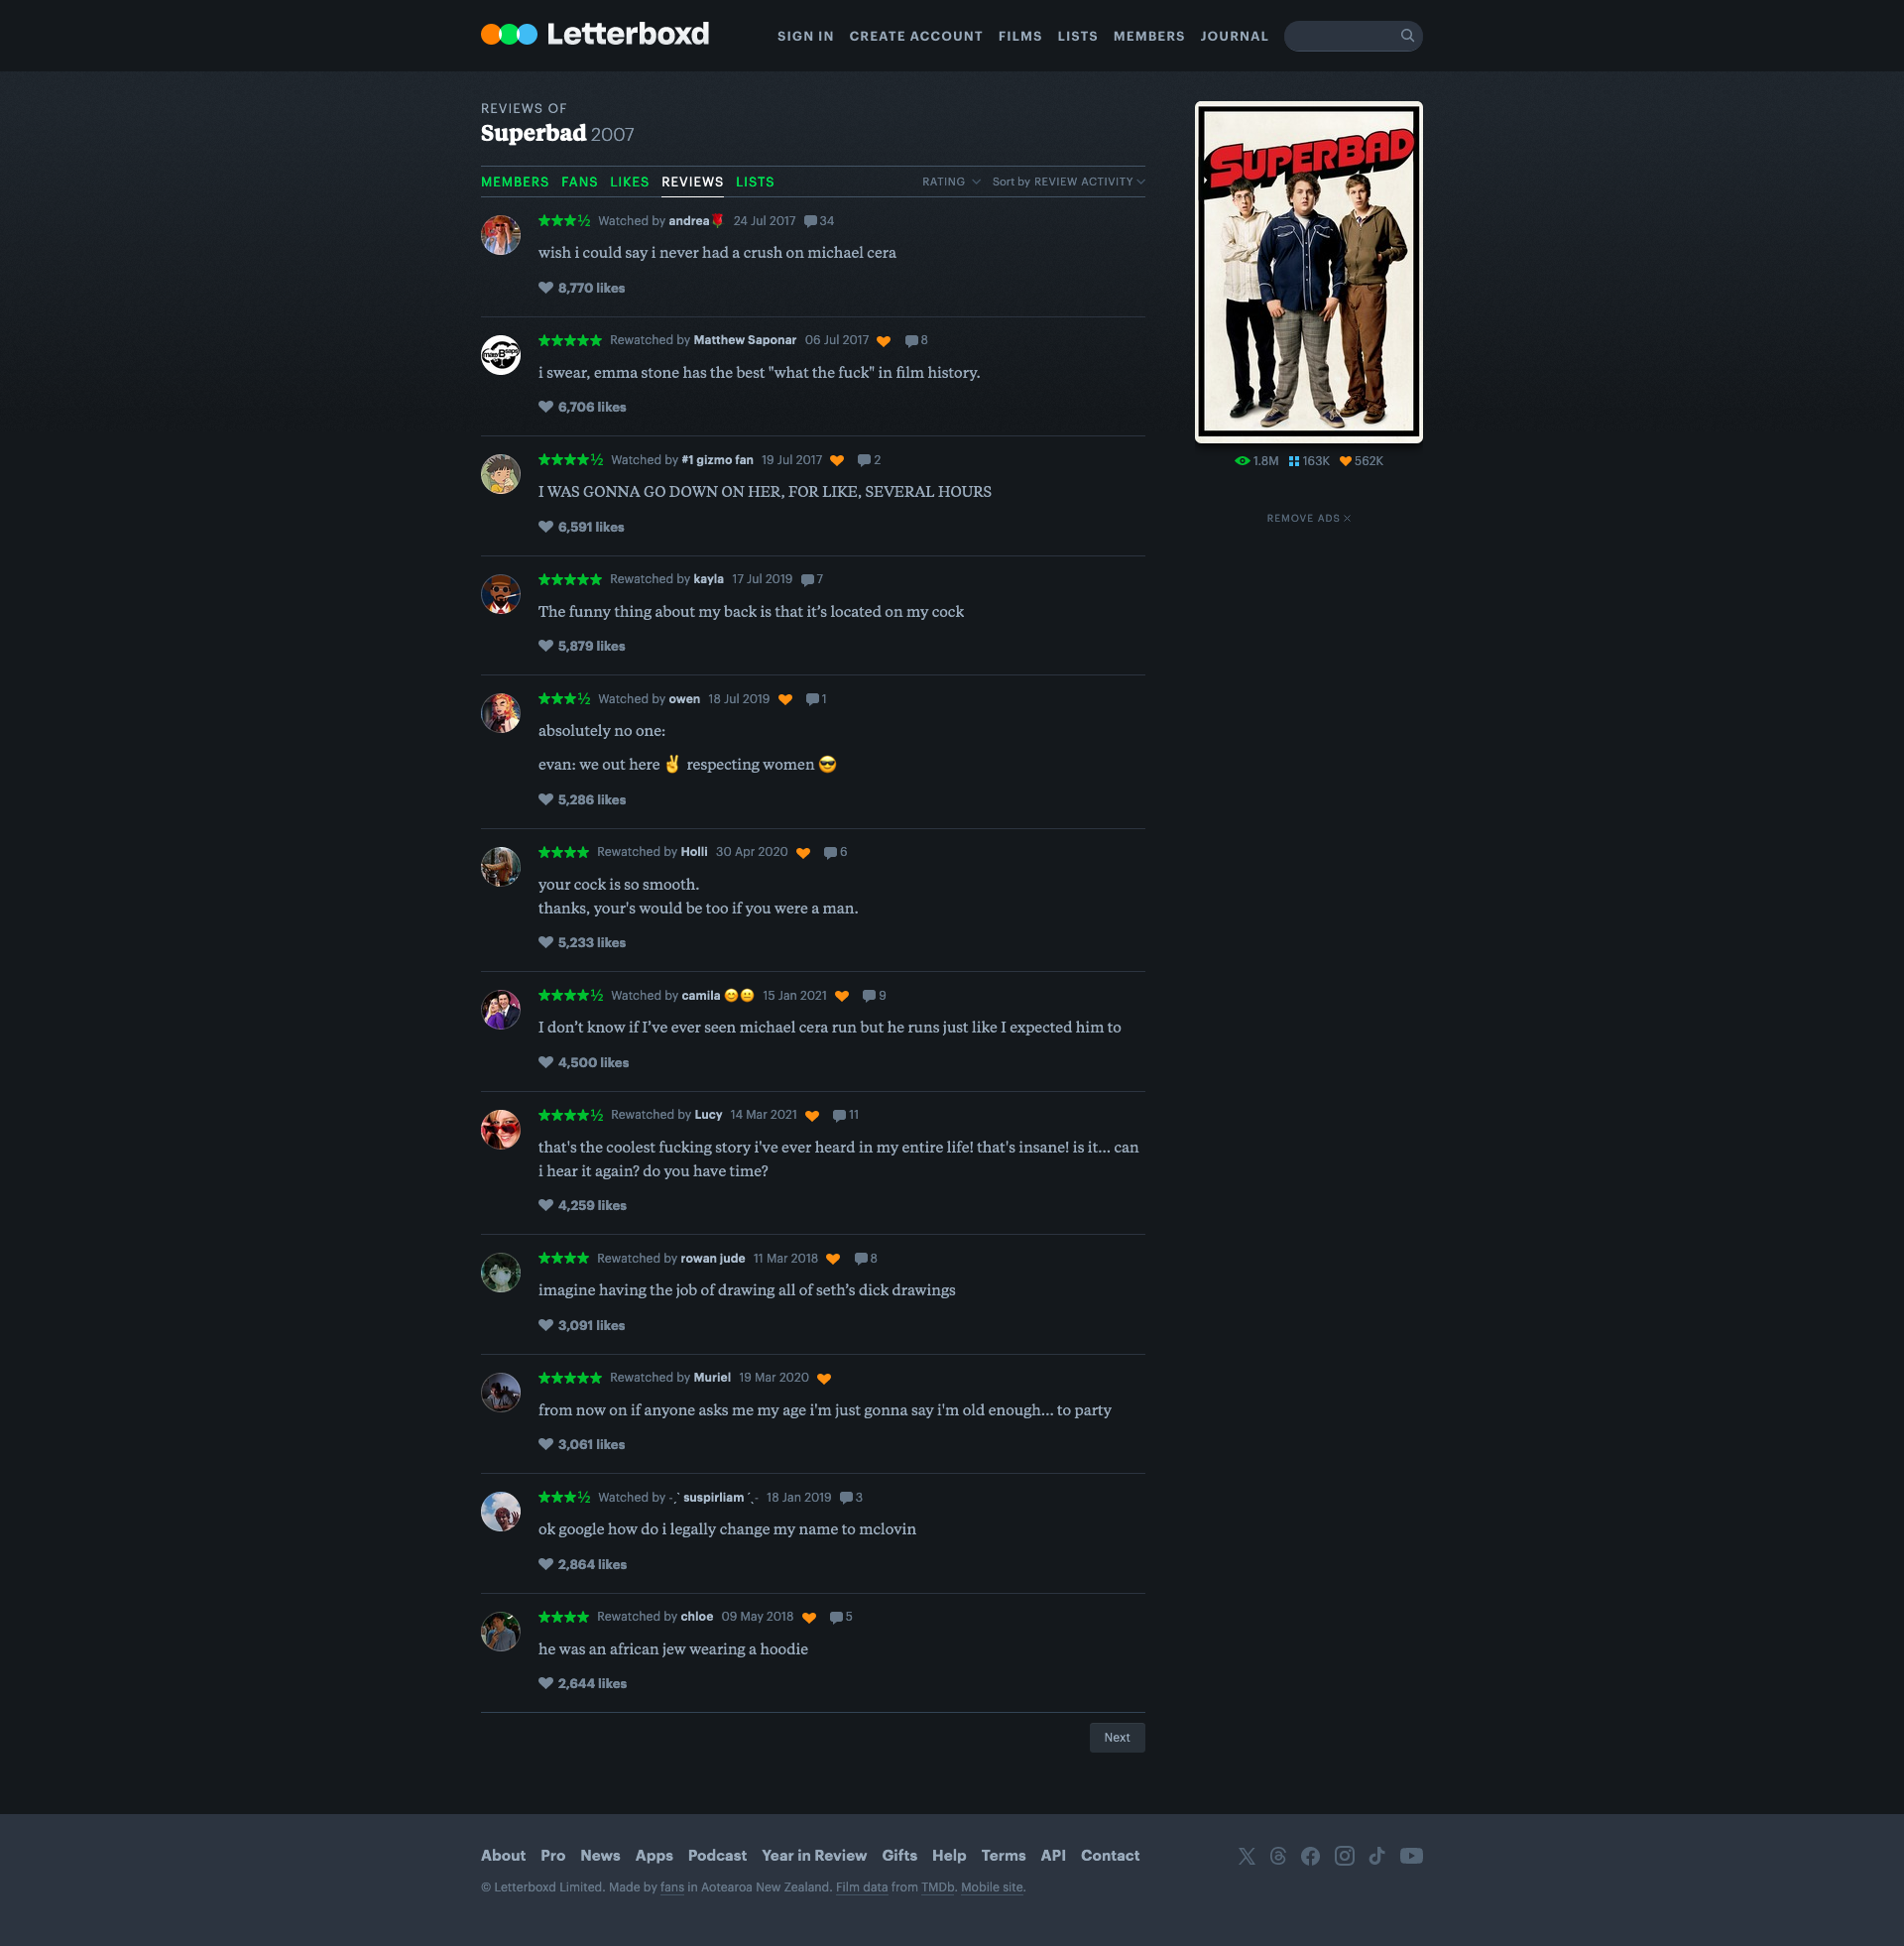 Letterboxd
SIGN IN CREATE ACCOUNT FILMS LISTS MEMBERS JOURNAL
REVIEWS OF
Superbad 2007
MEMBERS FANS LIKES REVIEWS LISTS RATING Sort by REVIEW ACTIVITY
★★★½ Watched by andrea🌹 24 Jul 2017 34
wish i could say i never had a crush on michael cera
8,770 likes
★★★★★ Rewatched by Matthew Saponar 06 Jul 2017 8
i swear, emma stone has the best "what the fuck" in film history.
6,706 likes
★★★★½ Watched by #1 gizmo fan 19 Jul 2017 2
I WAS GONNA GO DOWN ON HER, FOR LIKE, SEVERAL HOURS
6,591 likes
★★★★★ Rewatched by kayla 17 Jul 2019 7
The funny thing about my back is that it’s located on my cock
5,879 likes
★★★½ Watched by owen 18 Jul 2019 1
absolutely no one:
evan: we out here ✌️ respecting women 😎
5,286 likes
★★★★ Rewatched by Holli 30 Apr 2020 6
your cock is so smooth.
thanks, your's would be too if you were a man.
5,233 likes
★★★★½ Watched by camila 😊😐 15 Jan 2021 9
I don’t know if I’ve ever seen michael cera run but he runs just like I expected him to
4,500 likes
★★★★½ Rewatched by Lucy 14 Mar 2021 11
that's the coolest fucking story i've ever heard in my entire life! that's insane! is it... can
i hear it again? do you have time?
4,259 likes
★★★★ Rewatched by rowan jude 11 Mar 2018 8
imagine having the job of drawing all of seth’s dick drawings
3,091 likes
★★★★★ Rewatched by Muriel 19 Mar 2020
from now on if anyone asks me my age i'm just gonna say i'm old enough... to party
3,061 likes
★★★½ Watched by -ˏˋ suspirliam ˊˎ- 18 Jan 2019 3
ok google how do i legally change my name to mclovin
2,864 likes
★★★★ Rewatched by chloe 09 May 2018 5
he was an african jew wearing a hoodie
2,644 likes
Next
SUPERBAD
1.8M 163K 562K
REMOVE ADS
About Pro News Apps Podcast Year in Review Gifts Help Terms API Contact
© Letterboxd Limited. Made by fans in Aotearoa New Zealand. Film data from TMDb. Mobile site.